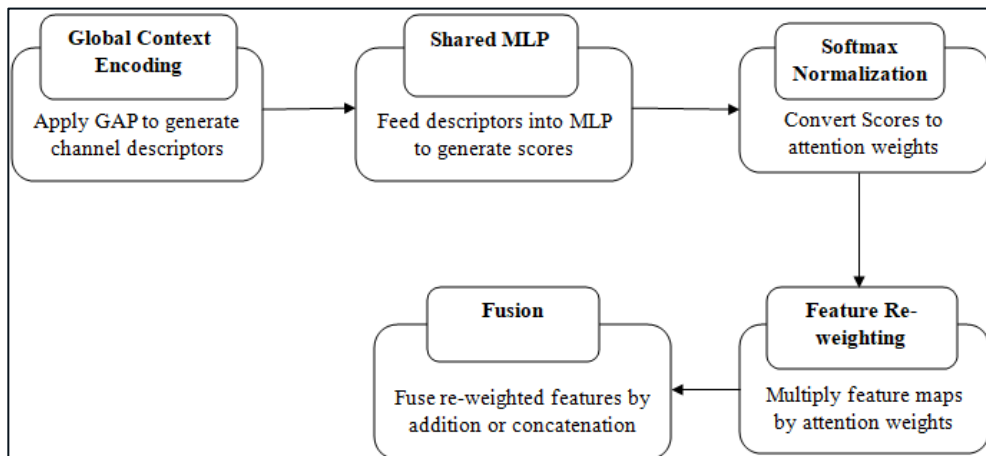 Global Context
Encoding
Apply GAP to generate
channel descriptors
Shared MLP
Feed descriptors into MLP
to generate scores
Softmax
Normalization
Convert Scores to
attention weights
Feature Re-
weighting
Multiply feature maps
by attention weights
Fusion
Fuse re-weighted features by
addition or concatenation